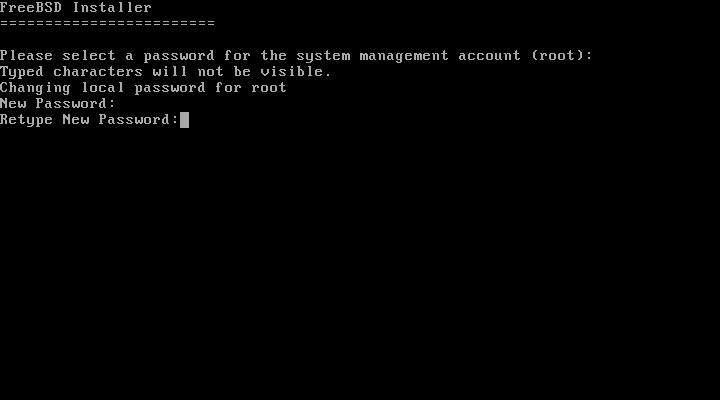 FreeBSD Installer
========================
Please select a password for the system management account (root):
Typed characters will not be visible.
Changing local password for root
New Password:
Retype New Password: